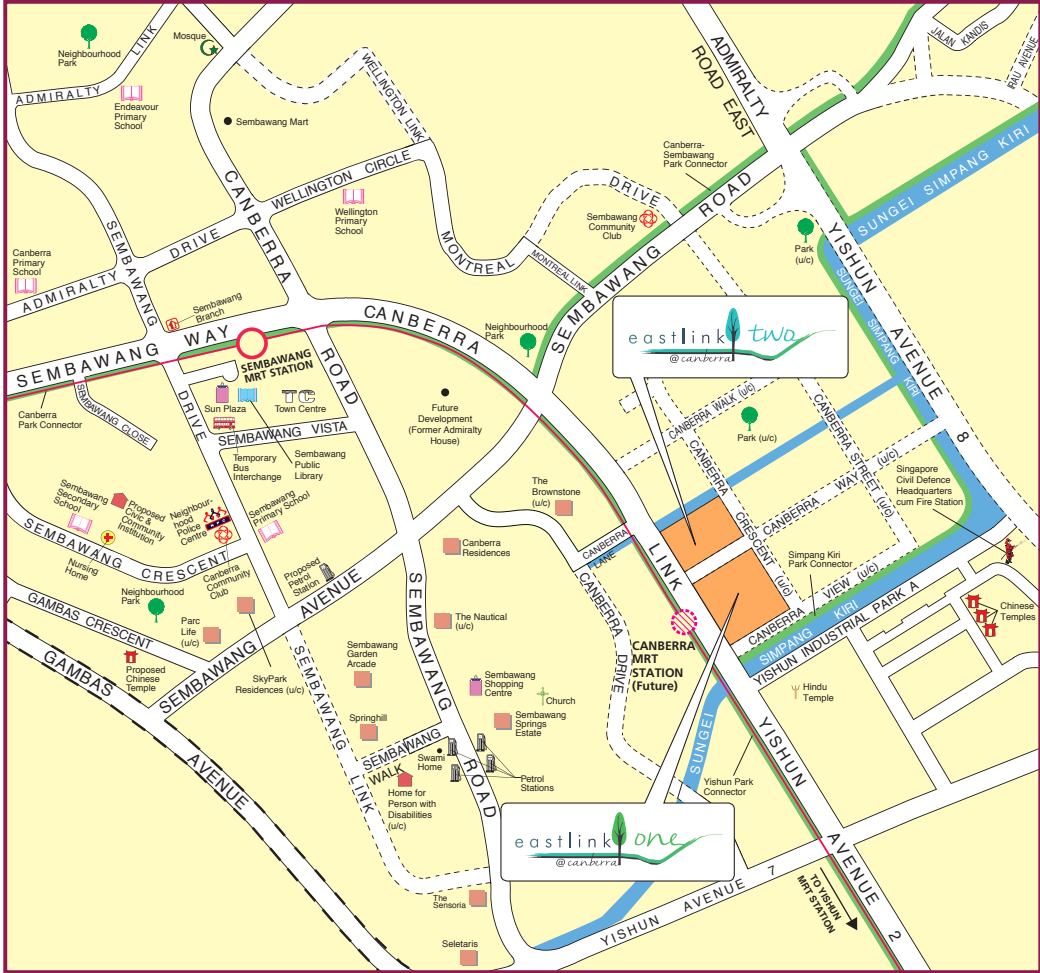 Neighbourhood
Park
Mosque
ADMIRALTY LINK
Endeavour
Primary
School
Sembawang Mart
WELLINGTON LINK
WELLINGTON CIRCLE
Wellington
Primary
School
CANBERRA
ADMIRALTY DRIVE
SEMBAWANG
Canberra
Primary
School
Sembawang
Branch
MONTREAL
DRIVE
MONTREAL LINK
Sembawang
Community
Club
Canberra-
Sembawang
Park Connector
ADMIRALTY
ROAD EAST
JALAN KANDIS
RAU AVENUE
SUNGEI SIMPANG KIRI
Park
(u/c)
SUNGEI SIMPANG KIRI
YISHUN
AVENUE
8
SEMBAWANG ROAD
Neighbourhood
Park
SEMBAWANG WAY
CANBERRA
LINK
SEMBAWANG
MRT STATION
ROAD
Canberra
Park Connector
SEMBAWANG CLOSE
DRIVE
Sun Plaza
TC
Town Centre
SEMBAWANG VISTA
Temporary
Bus
Interchange
Sembawang
Public
Library
Future
Development
(Former Admiralty
House)
eastlink two
@canberra
CANBERRA WALK (u/c)
Park (u/c)
CANBERRA STREET (u/c)
CANBERRA WAY (u/c)
CANBERRA CRESCENT (u/c)
CANBERRA VIEW (u/c)
Singapore
Civil Defence
Headquarters
cum Fire Station
Simpang Kiri
Park Connector
SIMPANG KIRI
YISHUN INDUSTRIAL PARK A
Chinese
Temples
Hindu
Temple
The
Brownstone
(u/c)
CANBERRA
LANE
CANBERRA DRIVE
CANBERRA
MRT
STATION
(Future)
Sembawang
Secondary
School
Proposed
Civic &
Community
Institution
Neighbour-
hood
Police
Centre
Sembawang
Primary School
SEMBAWANG CRESCENT
Nursing
Home
Canberra
Community
Club
Proposed
Petrol
Station
Canberra
Residences
The Nautical
(u/c)
GAMBAS CRESCENT
Neighbourhood
Park
Parc
Life (u/c)
Proposed
Chinese
Temple
SkyPark
Residences (u/c)
SEMBAWANG AVENUE
GAMBAS
AVENUE
Sembawang
Garden
Arcade
Springhill
SEMBAWANG
WALK
SEMBAWANG LINK
Swami
Home
Home for
Person with
Disabilities
(u/c)
SEMBAWANG
ROAD
Sembawang
Shopping
Centre
Church
Sembawang
Springs
Estate
Petrol
Stations
SUNGEI
YISHUN
AVENUE
2
Yishun Park
Connector
eastlink one
@canberra
The
Sensoria
Seletaris
YISHUN AVENUE 7
TO YISHUN
MRT STATION